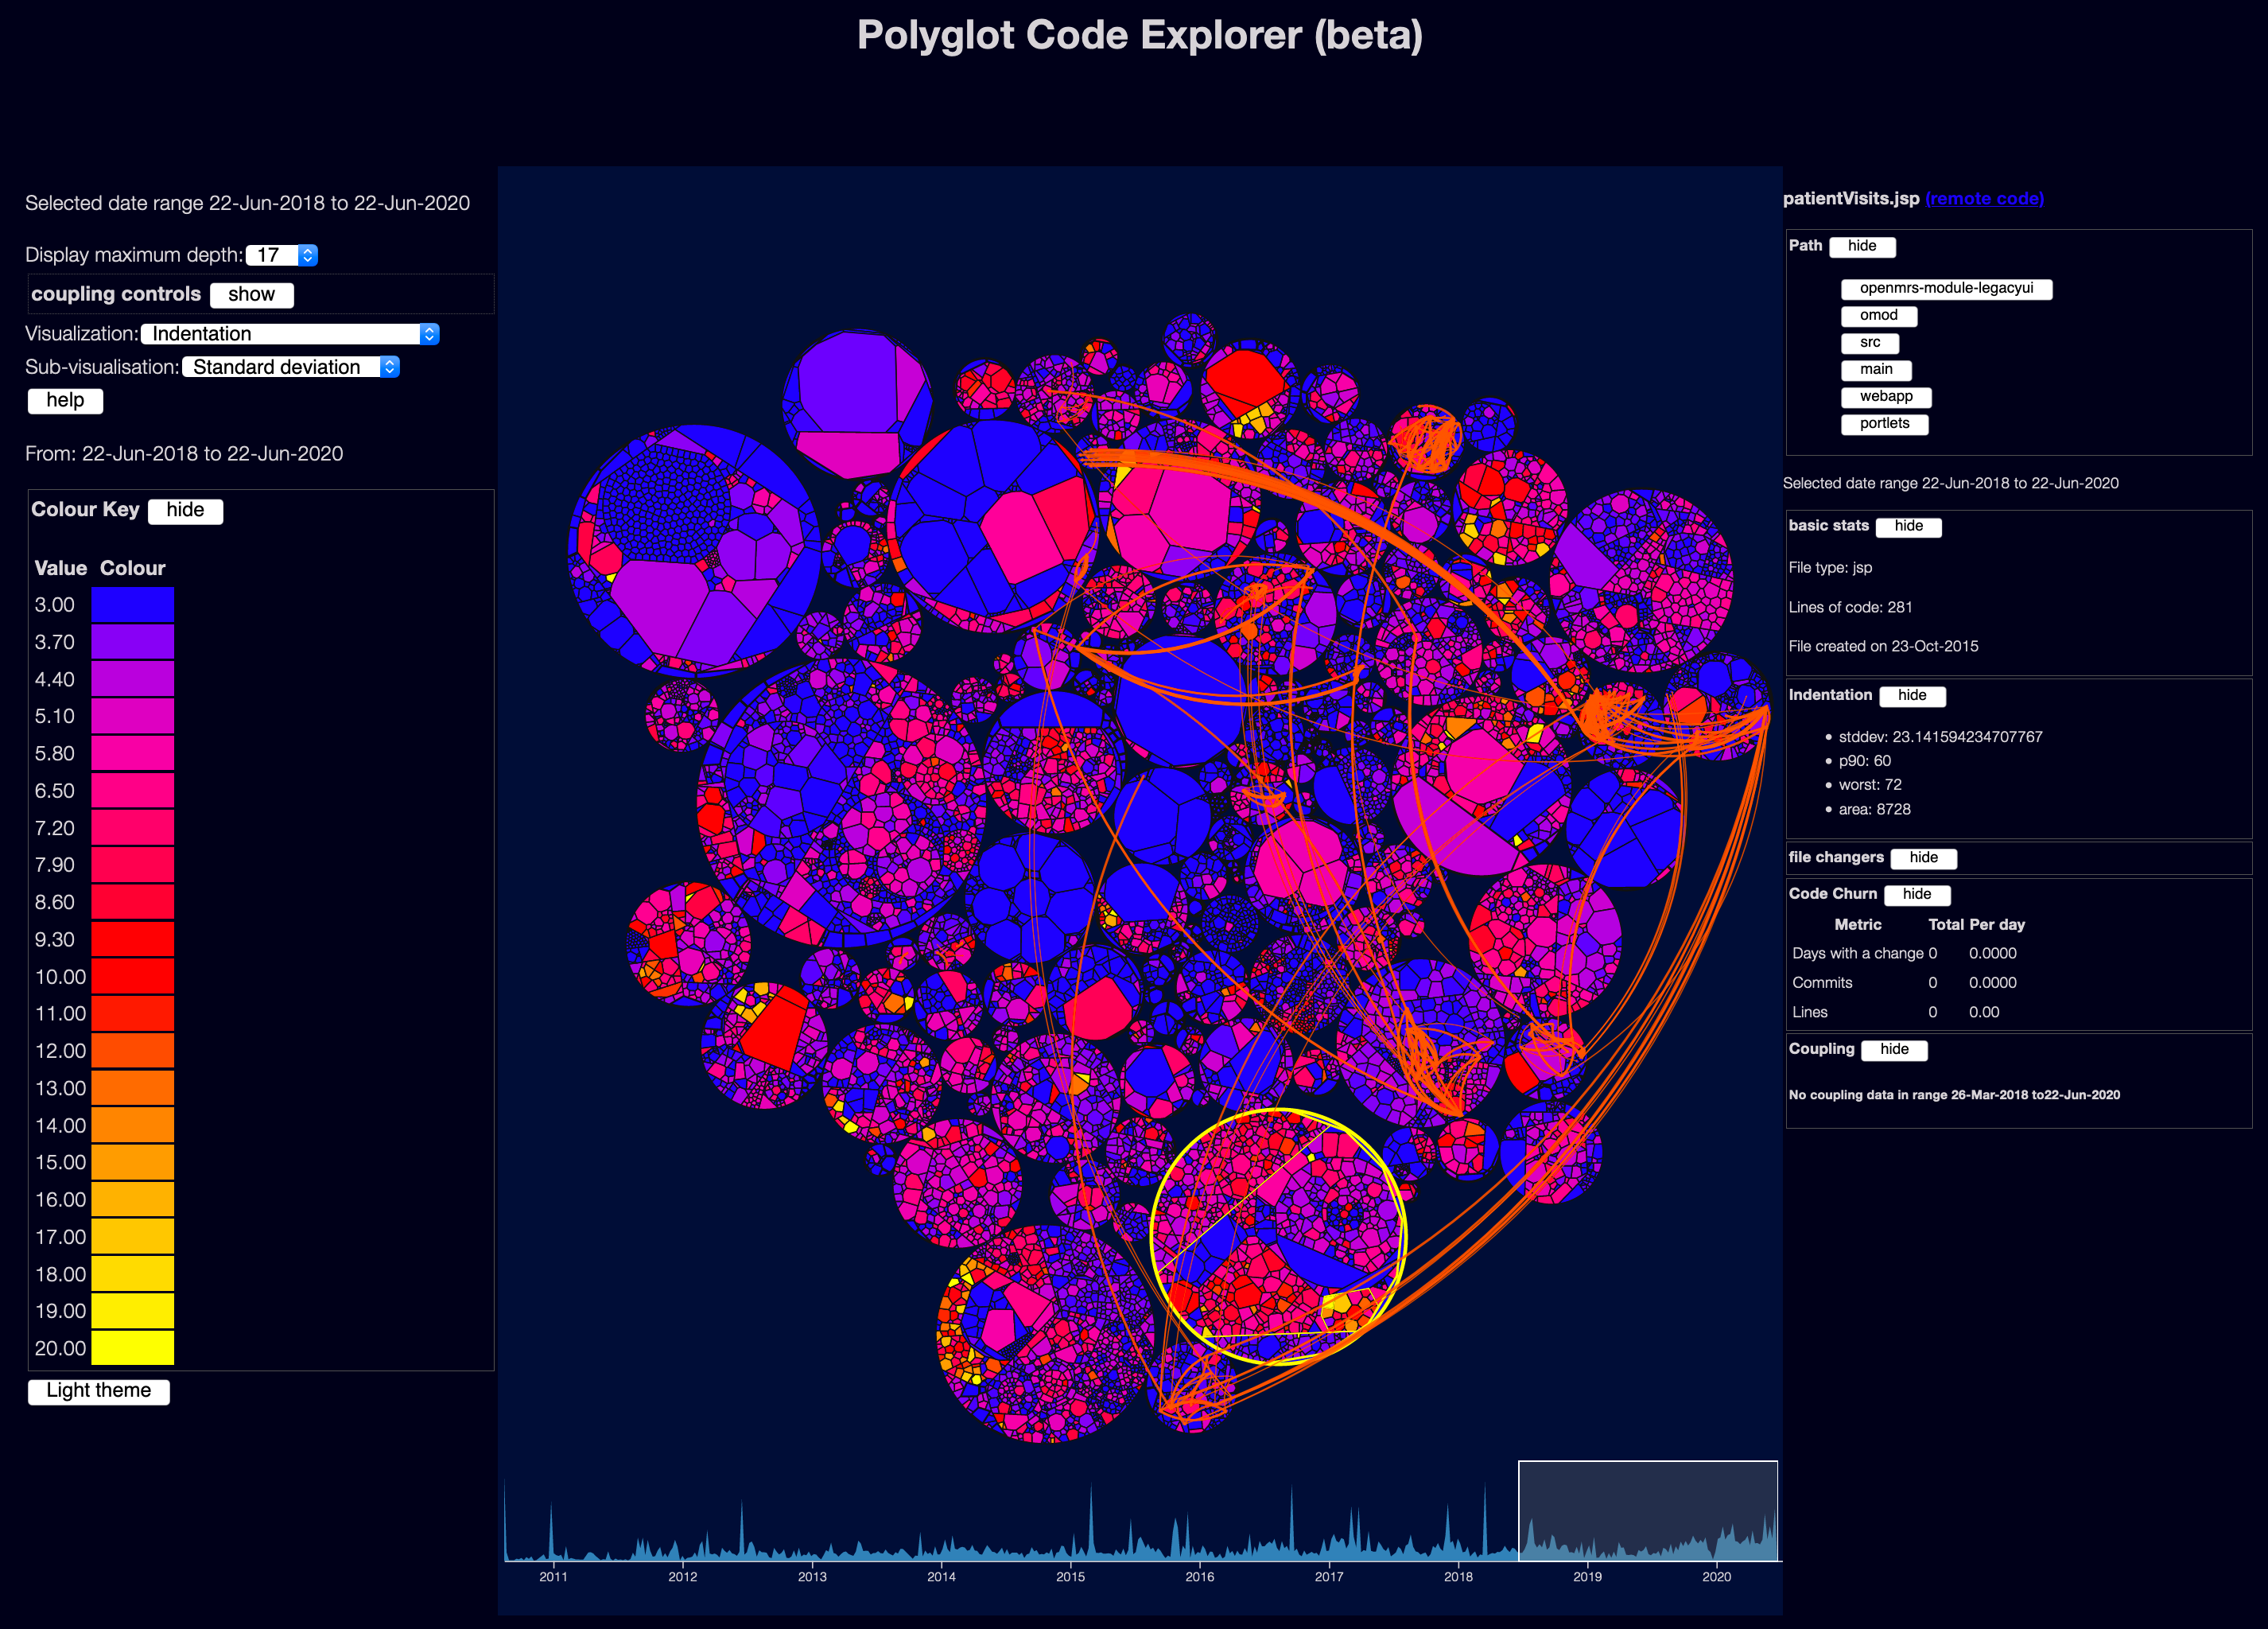 Polyglot Code Explorer (beta)
Selected date range 22-Jun-2018 to 22-Jun-2020
Display maximum depth: 17
coupling controls show
Visualization: Indentation
Sub-visualisation: Standard deviation
help
From: 22-Jun-2018 to 22-Jun-2020
Colour Key hide
Value Colour
3.00
3.70
4.40
5.10
5.80
6.50
7.20
7.90
8.60
9.30
10.00
11.00
12.00
13.00
14.00
15.00
16.00
17.00
18.00
19.00
20.00
Light theme
2011 2012 2013 2014 2015 2016 2017 2018 2019 2020
patientVisits.jsp (remote code)
Path hide
openmrs-module-legacyui
omod
src
main
webapp
portlets
Selected date range 22-Jun-2018 to 22-Jun-2020
basic stats hide
File type: jsp
Lines of code: 281
File created on 23-Oct-2015
Indentation hide
stddev: 23.141594234707767
p90: 60
worst: 72
area: 8728
file changers hide
Code Churn hide
Metric Total Per day
Days with a change 0 0.0000
Commits 0 0.0000
Lines 0 0.00
Coupling hide
No coupling data in range 26-Mar-2018 to22-Jun-2020